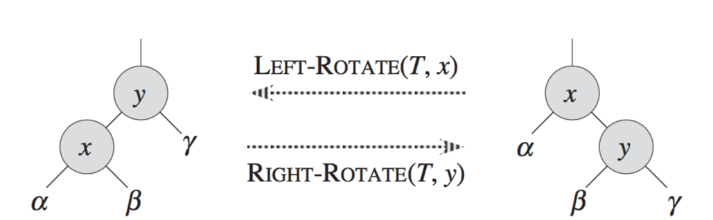 LEFT-ROTATE(T, x)
y
x
x
γ
α
y
RIGHT-ROTATE(T, y)
α
β
β
γ